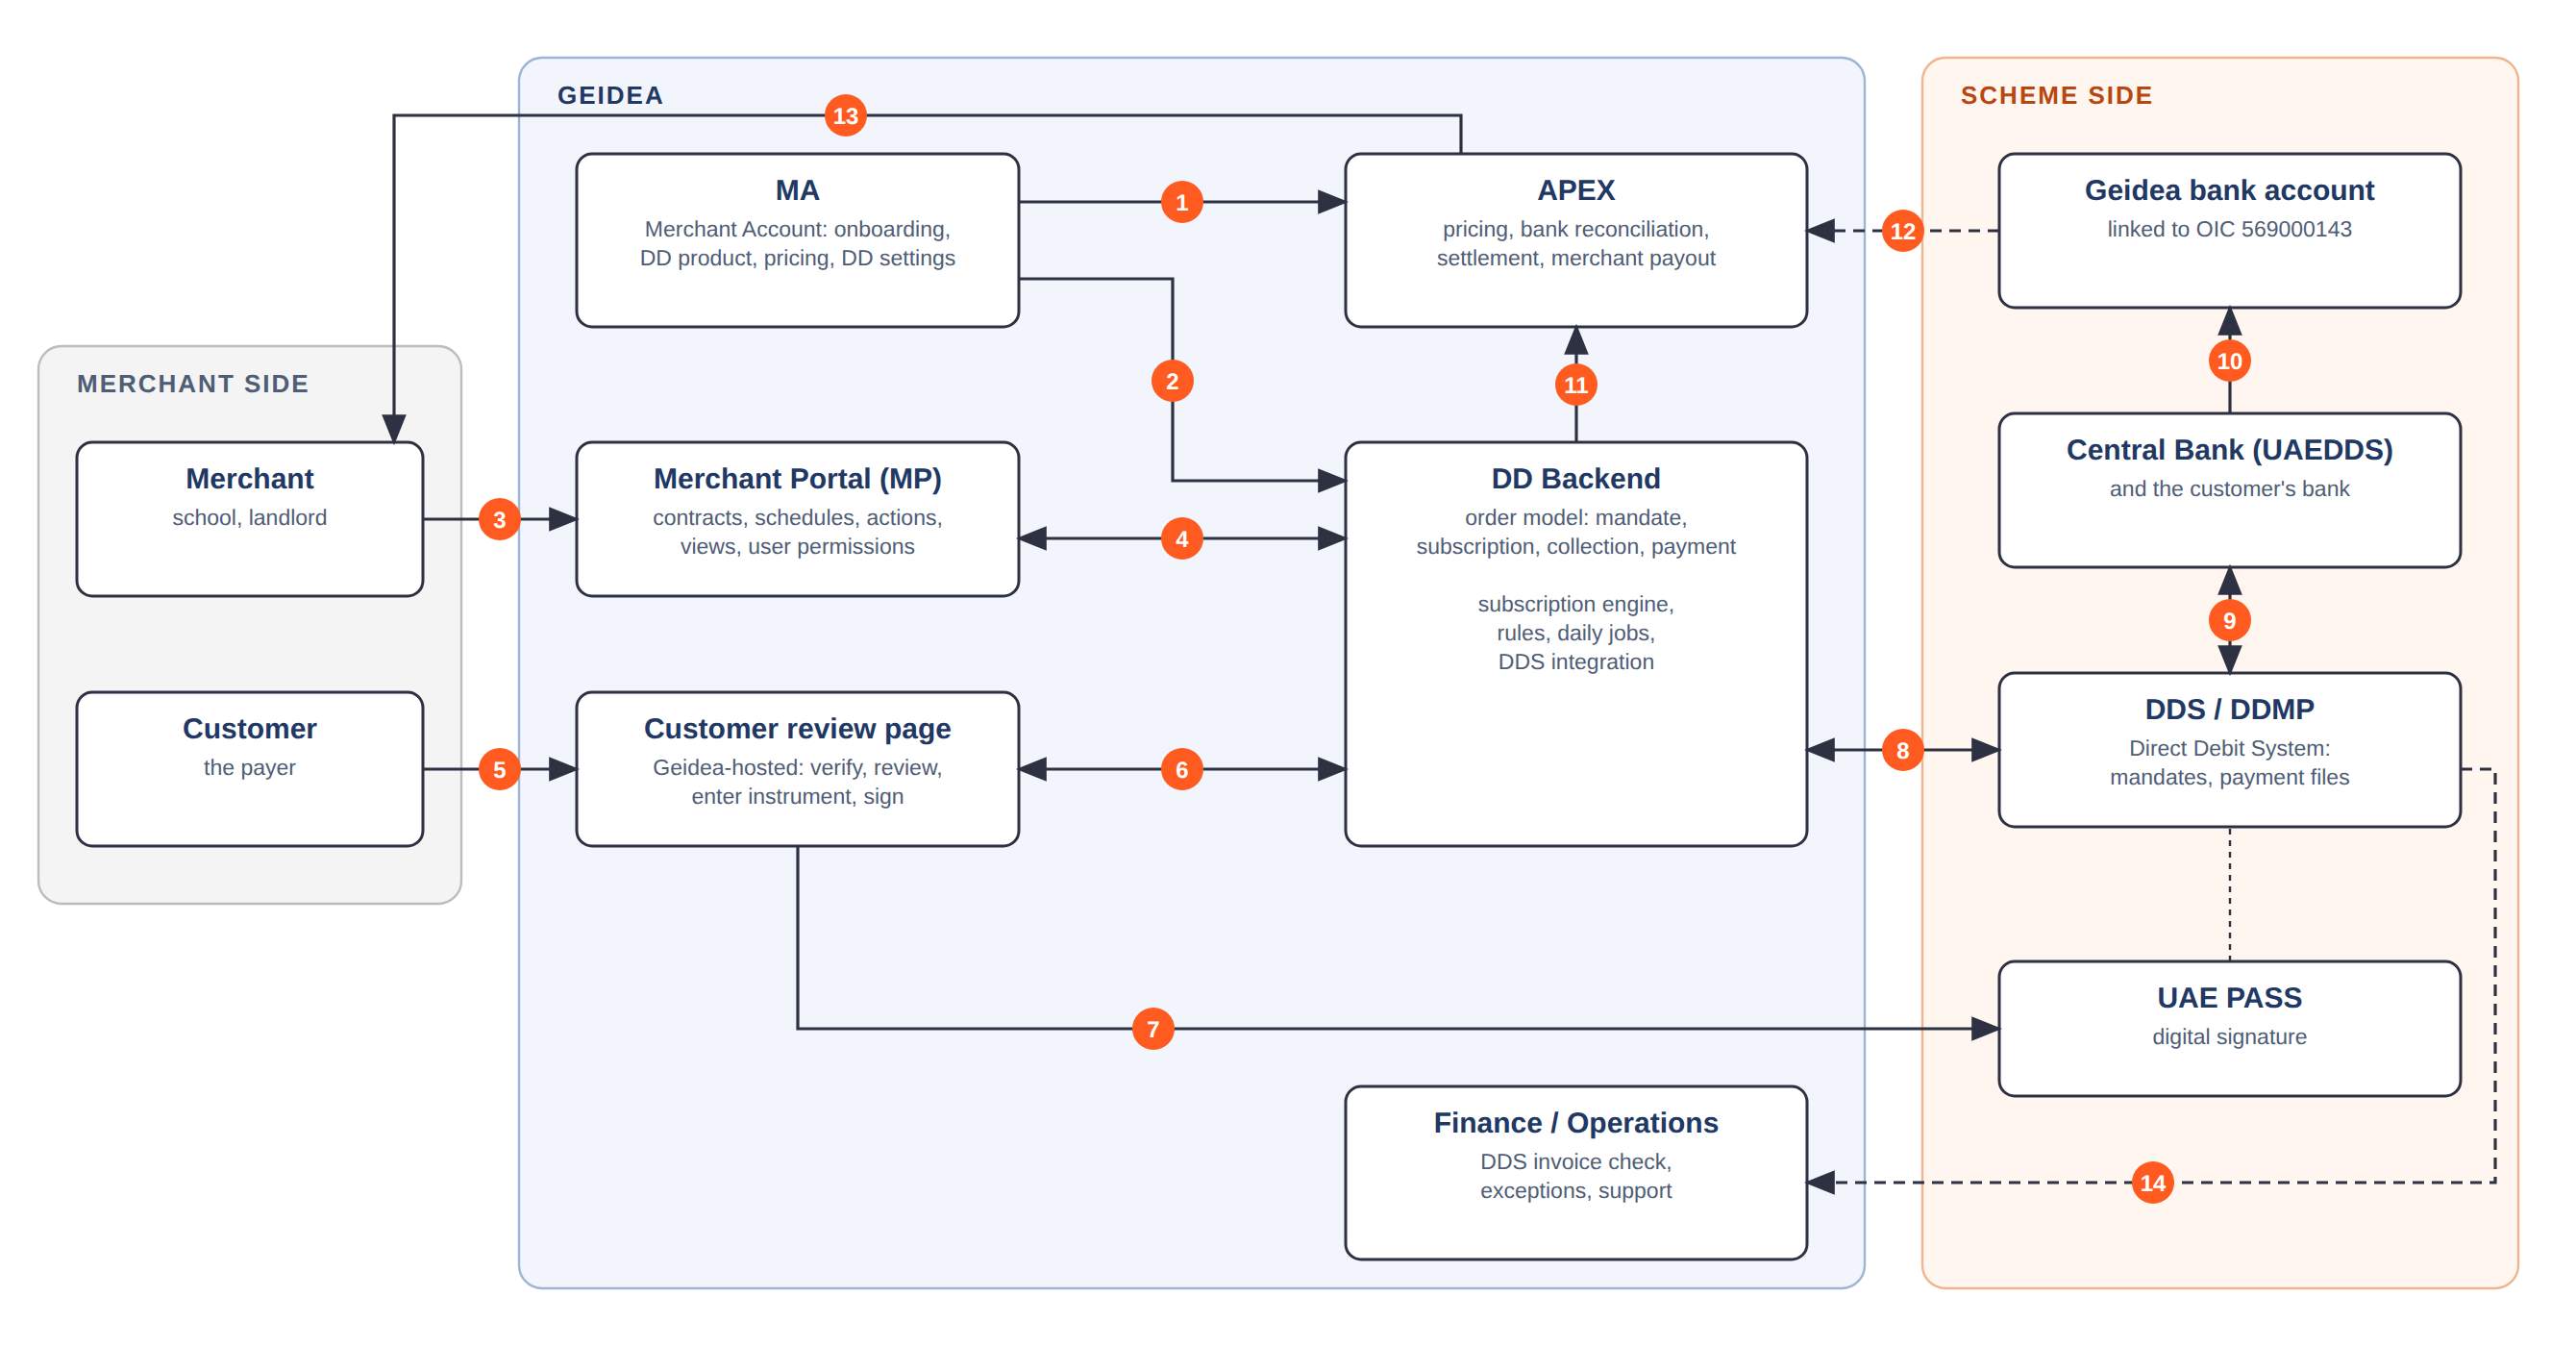 GEIDEA
SCHEME SIDE
13
MA
Merchant Account: onboarding,
DD product, pricing, DD settings
1
APEX
pricing, bank reconciliation,
settlement, merchant payout
12
Geidea bank account
linked to OIC 569000143
2
11
10
MERCHANT SIDE
Merchant
school, landlord
3
Merchant Portal (MP)
contracts, schedules, actions,
views, user permissions
4
DD Backend
order model: mandate,
subscription, collection, payment
subscription engine,
rules, daily jobs,
DDS integration
Central Bank (UAEDDS)
and the customer's bank
9
Customer
the payer
5
Customer review page
Geidea-hosted: verify, review,
enter instrument, sign
6
8
DDS / DDMP
Direct Debit System:
mandates, payment files
7
UAE PASS
digital signature
Finance / Operations
DDS invoice check,
exceptions, support
14